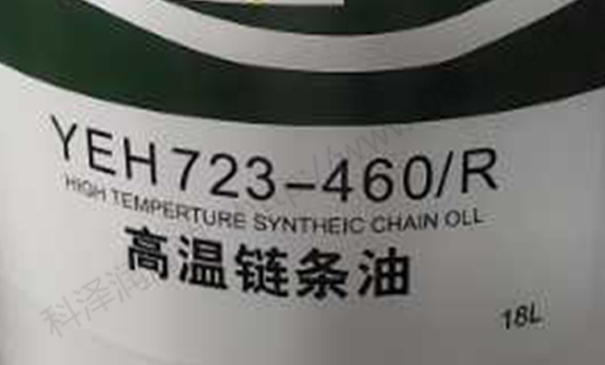 YEH723-460/R
HIGH TEMPERTURE SYNTHEIC CHAIN OLL
高温链条油
18L